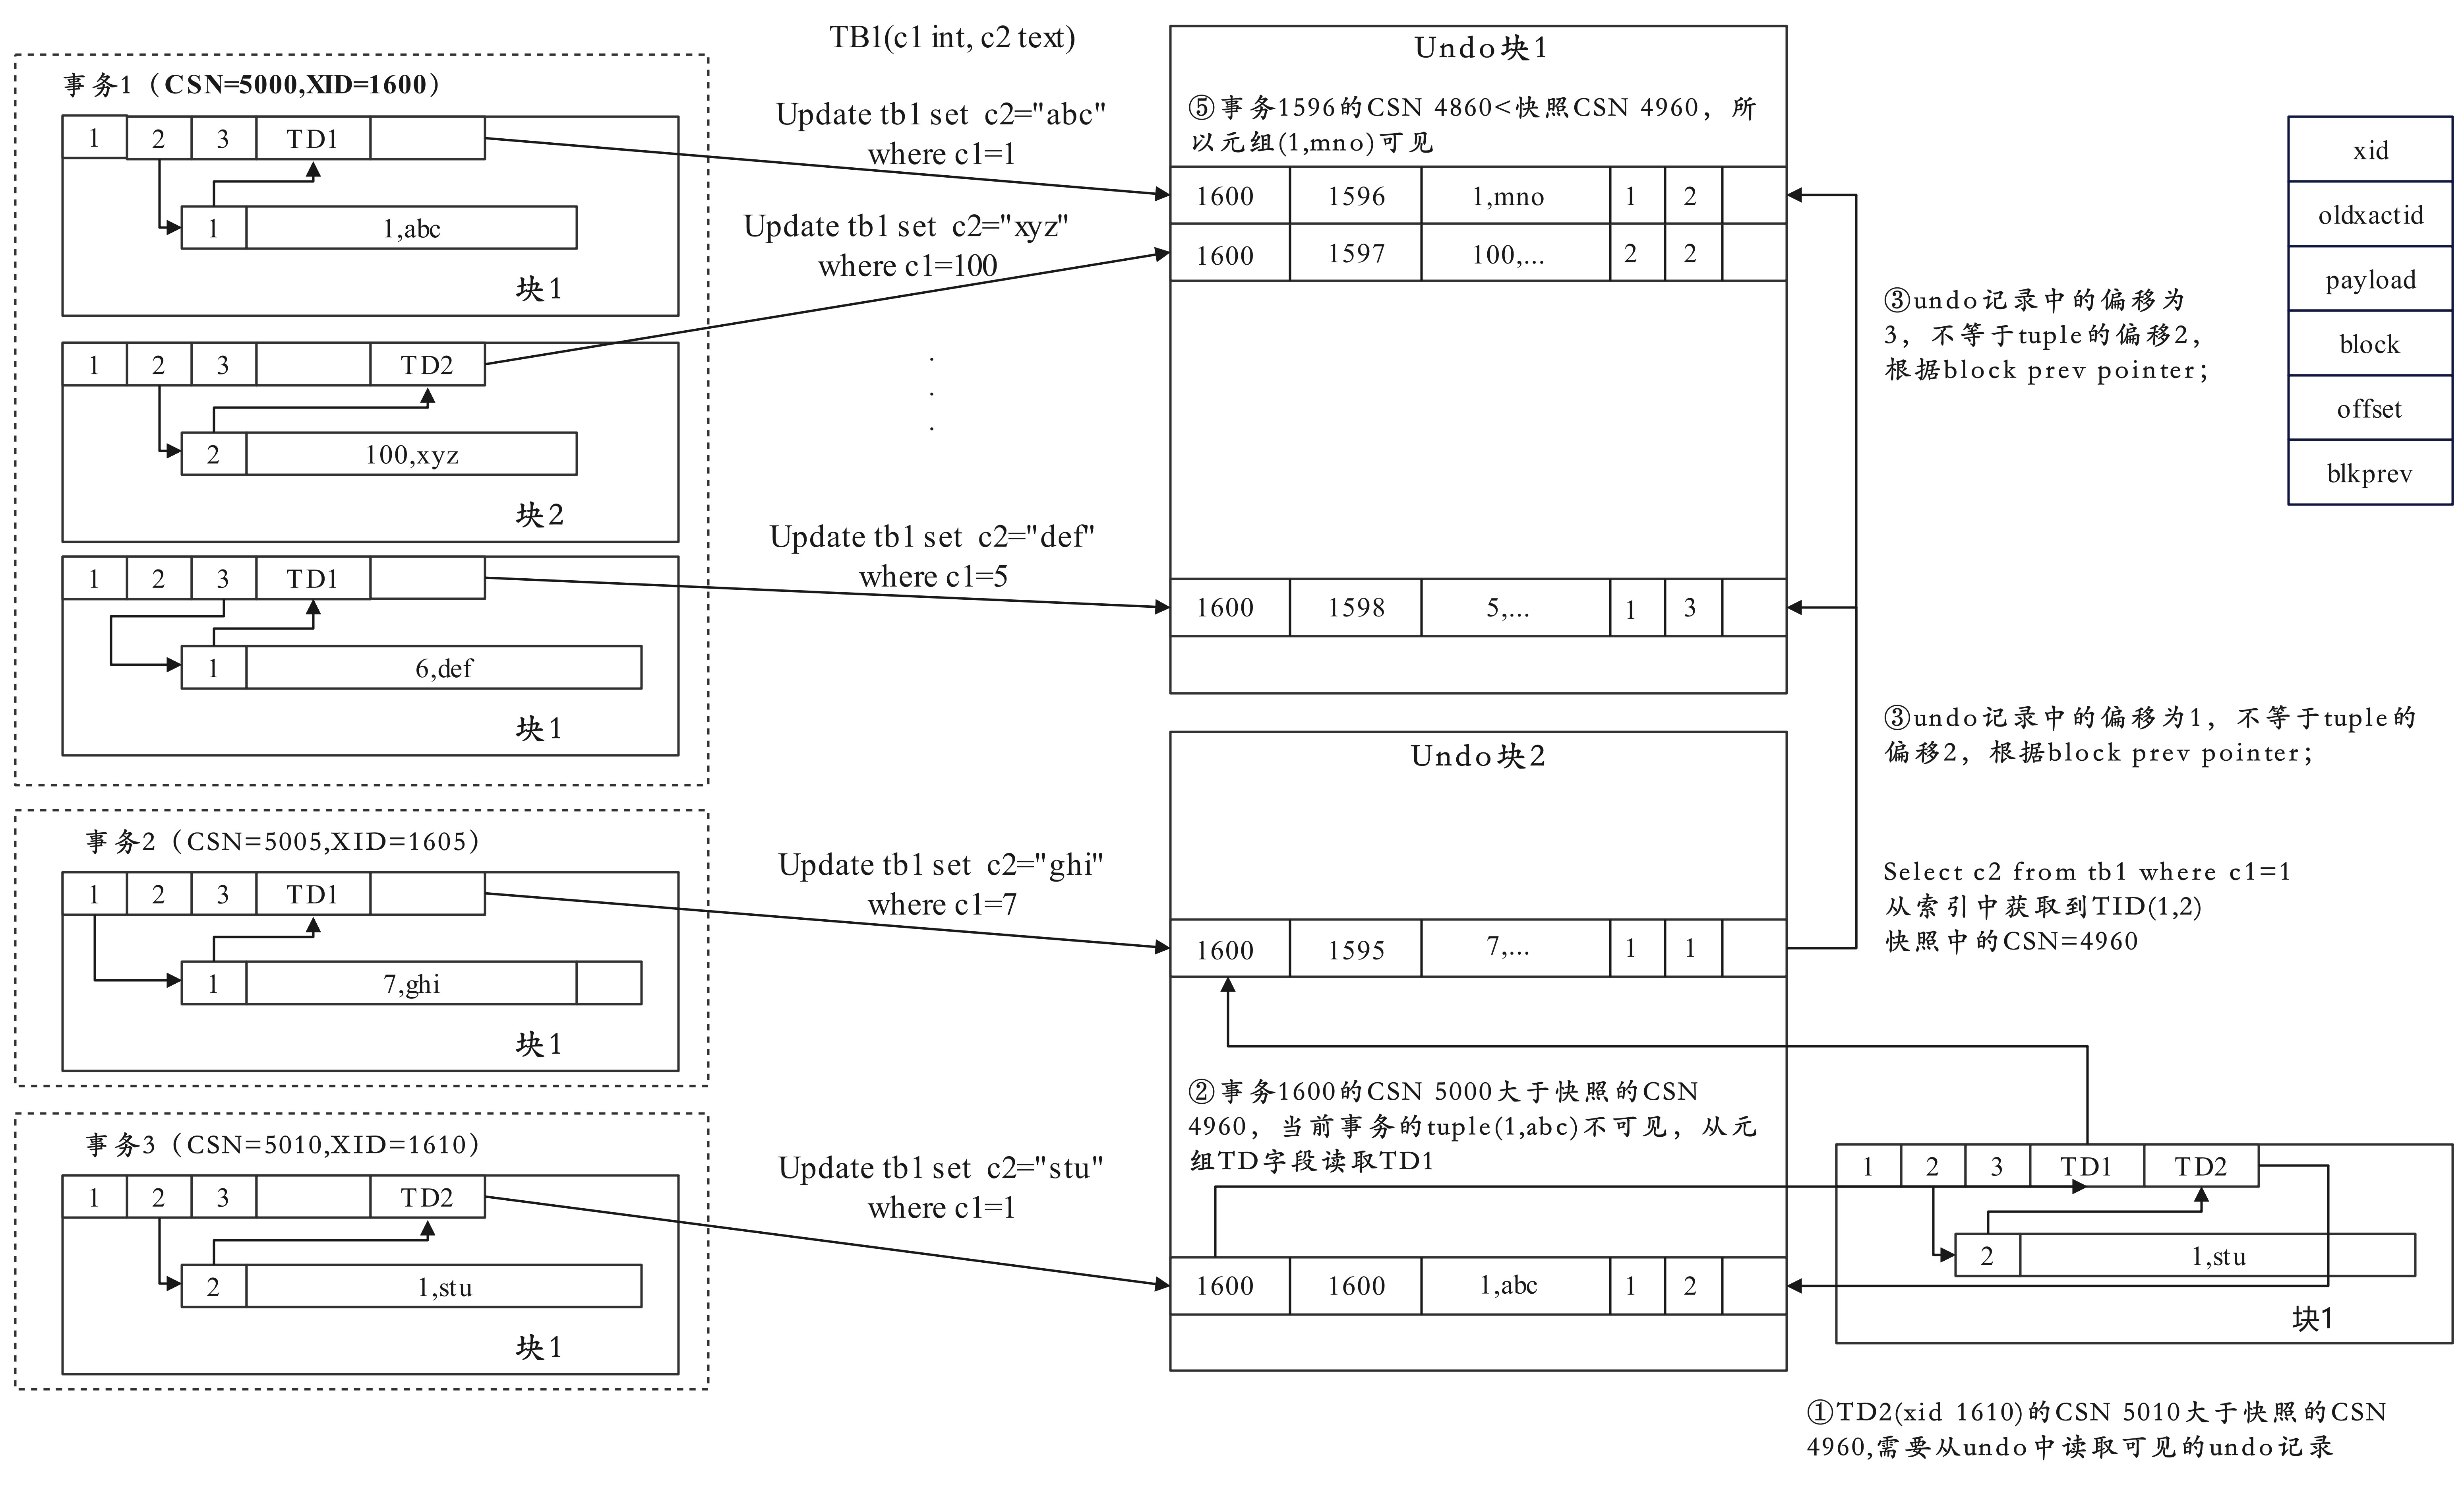 TB1(c1 int, c2 text)
事务1（CSN=5000,XID=1600）
1 2 3 TD1
1 1,abc
块1
1 2 3 TD2
2 100,xyz
块2
1 2 3 TD1
1 6,def
块1
事务2（CSN=5005,XID=1605）
1 2 3 TD1
1 7,ghi
块1
事务3（CSN=5010,XID=1610）
1 2 3 TD2
2 1,stu
块1
Update tb1 set c2="abc"
where c1=1
Update tb1 set c2="xyz"
where c1=100
.
.
.
Update tb1 set c2="def"
where c1=5
Update tb1 set c2="ghi"
where c1=7
Update tb1 set c2="stu"
where c1=1
Undo块1
⑤事务1596的CSN 4860<快照CSN 4960，所
以元组(1,mno)可见
1600 1596 1,mno 1 2
1600 1597 100,... 2 2
1600 1598 5,... 1 3
Undo块2
1600 1595 7,... 1 1
②事务1600的CSN 5000大于快照的CSN
4960，当前事务的tuple(1,abc)不可见，从元
组TD字段读取TD1
1600 1600 1,abc 1 2
③undo记录中的偏移为
3，不等于tuple的偏移2，
根据block prev pointer；
③undo记录中的偏移为1，不等于tuple的
偏移2，根据block prev pointer；
Select c2 from tb1 where c1=1
从索引中获取到TID(1,2)
快照中的CSN=4960
xid
oldxactid
payload
block
offset
blkprev
1 2 3 TD1 TD2
2 1,stu
块1
①TD2(xid 1610)的CSN 5010大于快照的CSN
4960,需要从undo中读取可见的undo记录